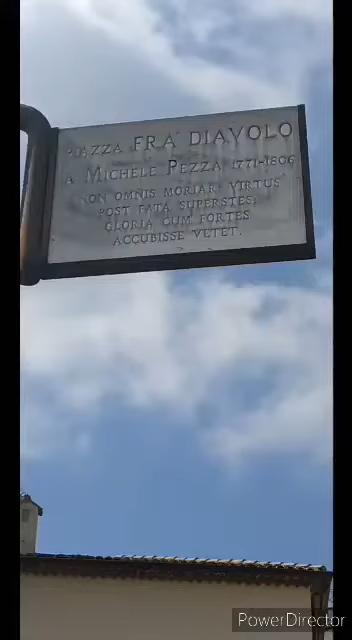 PIAZZA FRA' DIAVOLO
A MICHELE PEZZA 1771-1806
NON OMNIS MORIAR, VIRTUS
POST FATA SUPERSTES,
GLORIA CUM FORTES
ACCUBISSE VETET.
PowerDirector